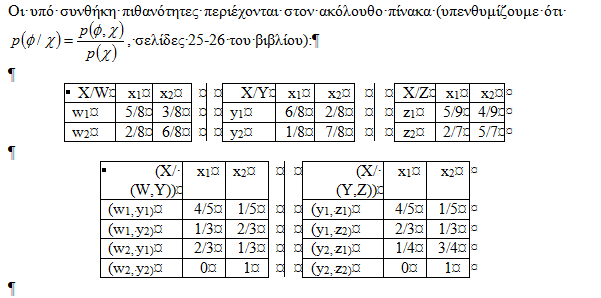 Οι υπό συνθήκη πιθανότητες περιέχονται στον ακόλουθο πίνακα (υπενθυμίζουμε ότι
p(φ/χ) = p(φ,χ) / p(χ), σελίδες 25-26 του βιβλίου):¶
¶
X/W¤ x1¤ x2¤ ¤ ¤ X/Y¤ x1¤ x2¤ ¤ ¤ X/Z¤ x1¤ x2¤ ¤
w1¤ 5/8¤ 3/8¤ ¤ ¤ y1¤ 6/8¤ 2/8¤ ¤ ¤ z1¤ 5/9¤ 4/9¤ ¤
w2¤ 2/8¤ 6/8¤ ¤ ¤ y2¤ 1/8¤ 7/8¤ ¤ ¤ z2¤ 2/7¤ 5/7¤ ¤
¶
(X/· x1¤ x2¤ ¤ ¤ (X/· x1¤ x2¤ ¤
(W,Y))¤ (Y,Z))¤
(w1,y1)¤ 4/5¤ 1/5¤ ¤ ¤ (y1,z1)¤ 4/5¤ 1/5¤ ¤
(w1,y2)¤ 1/3¤ 2/3¤ ¤ ¤ (y1,z2)¤ 2/3¤ 1/3¤ ¤
(w2,y1)¤ 2/3¤ 1/3¤ ¤ ¤ (y2,z1)¤ 1/4¤ 3/4¤ ¤
(w2,y2)¤ 0¤ 1¤ ¤ ¤ (y2,z2)¤ 0¤ 1¤ ¤
¶